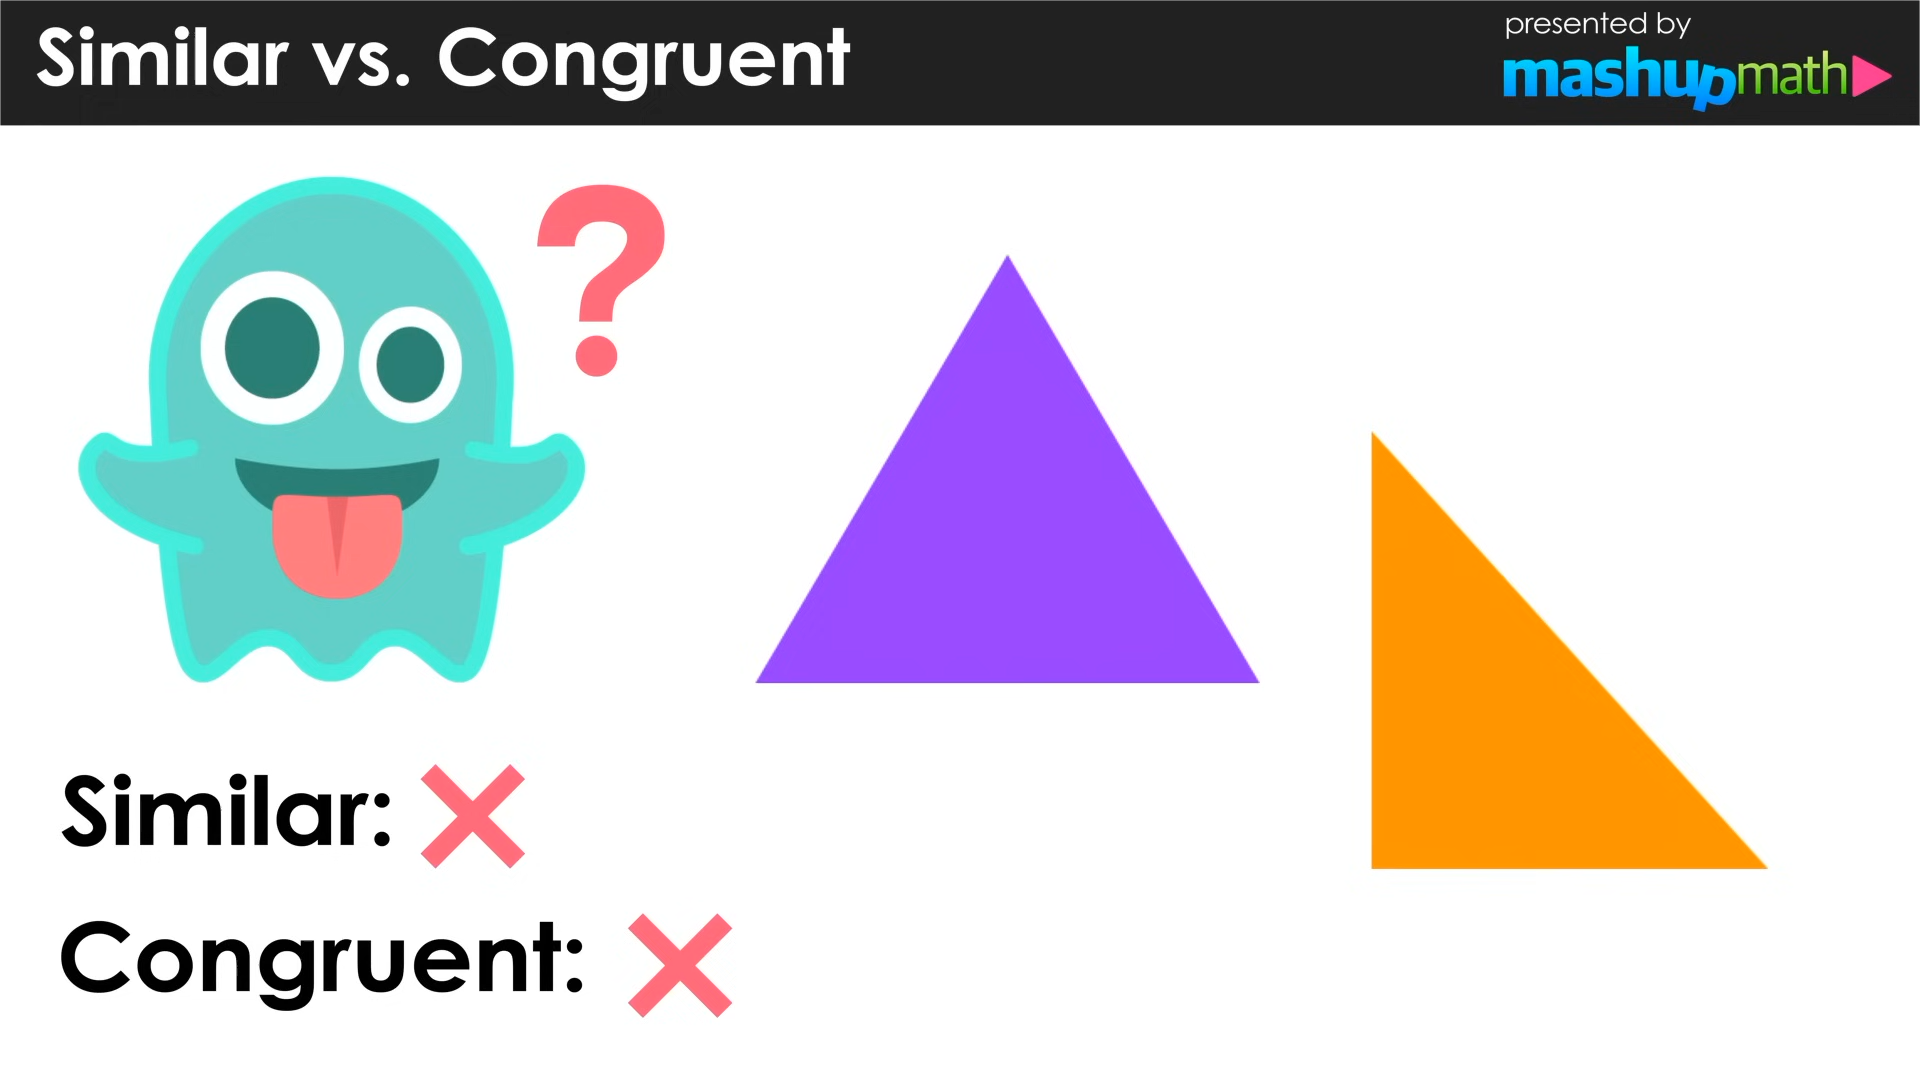 Similar vs. Congruent
presented by
mashupmath
?
Similar:
Congruent: